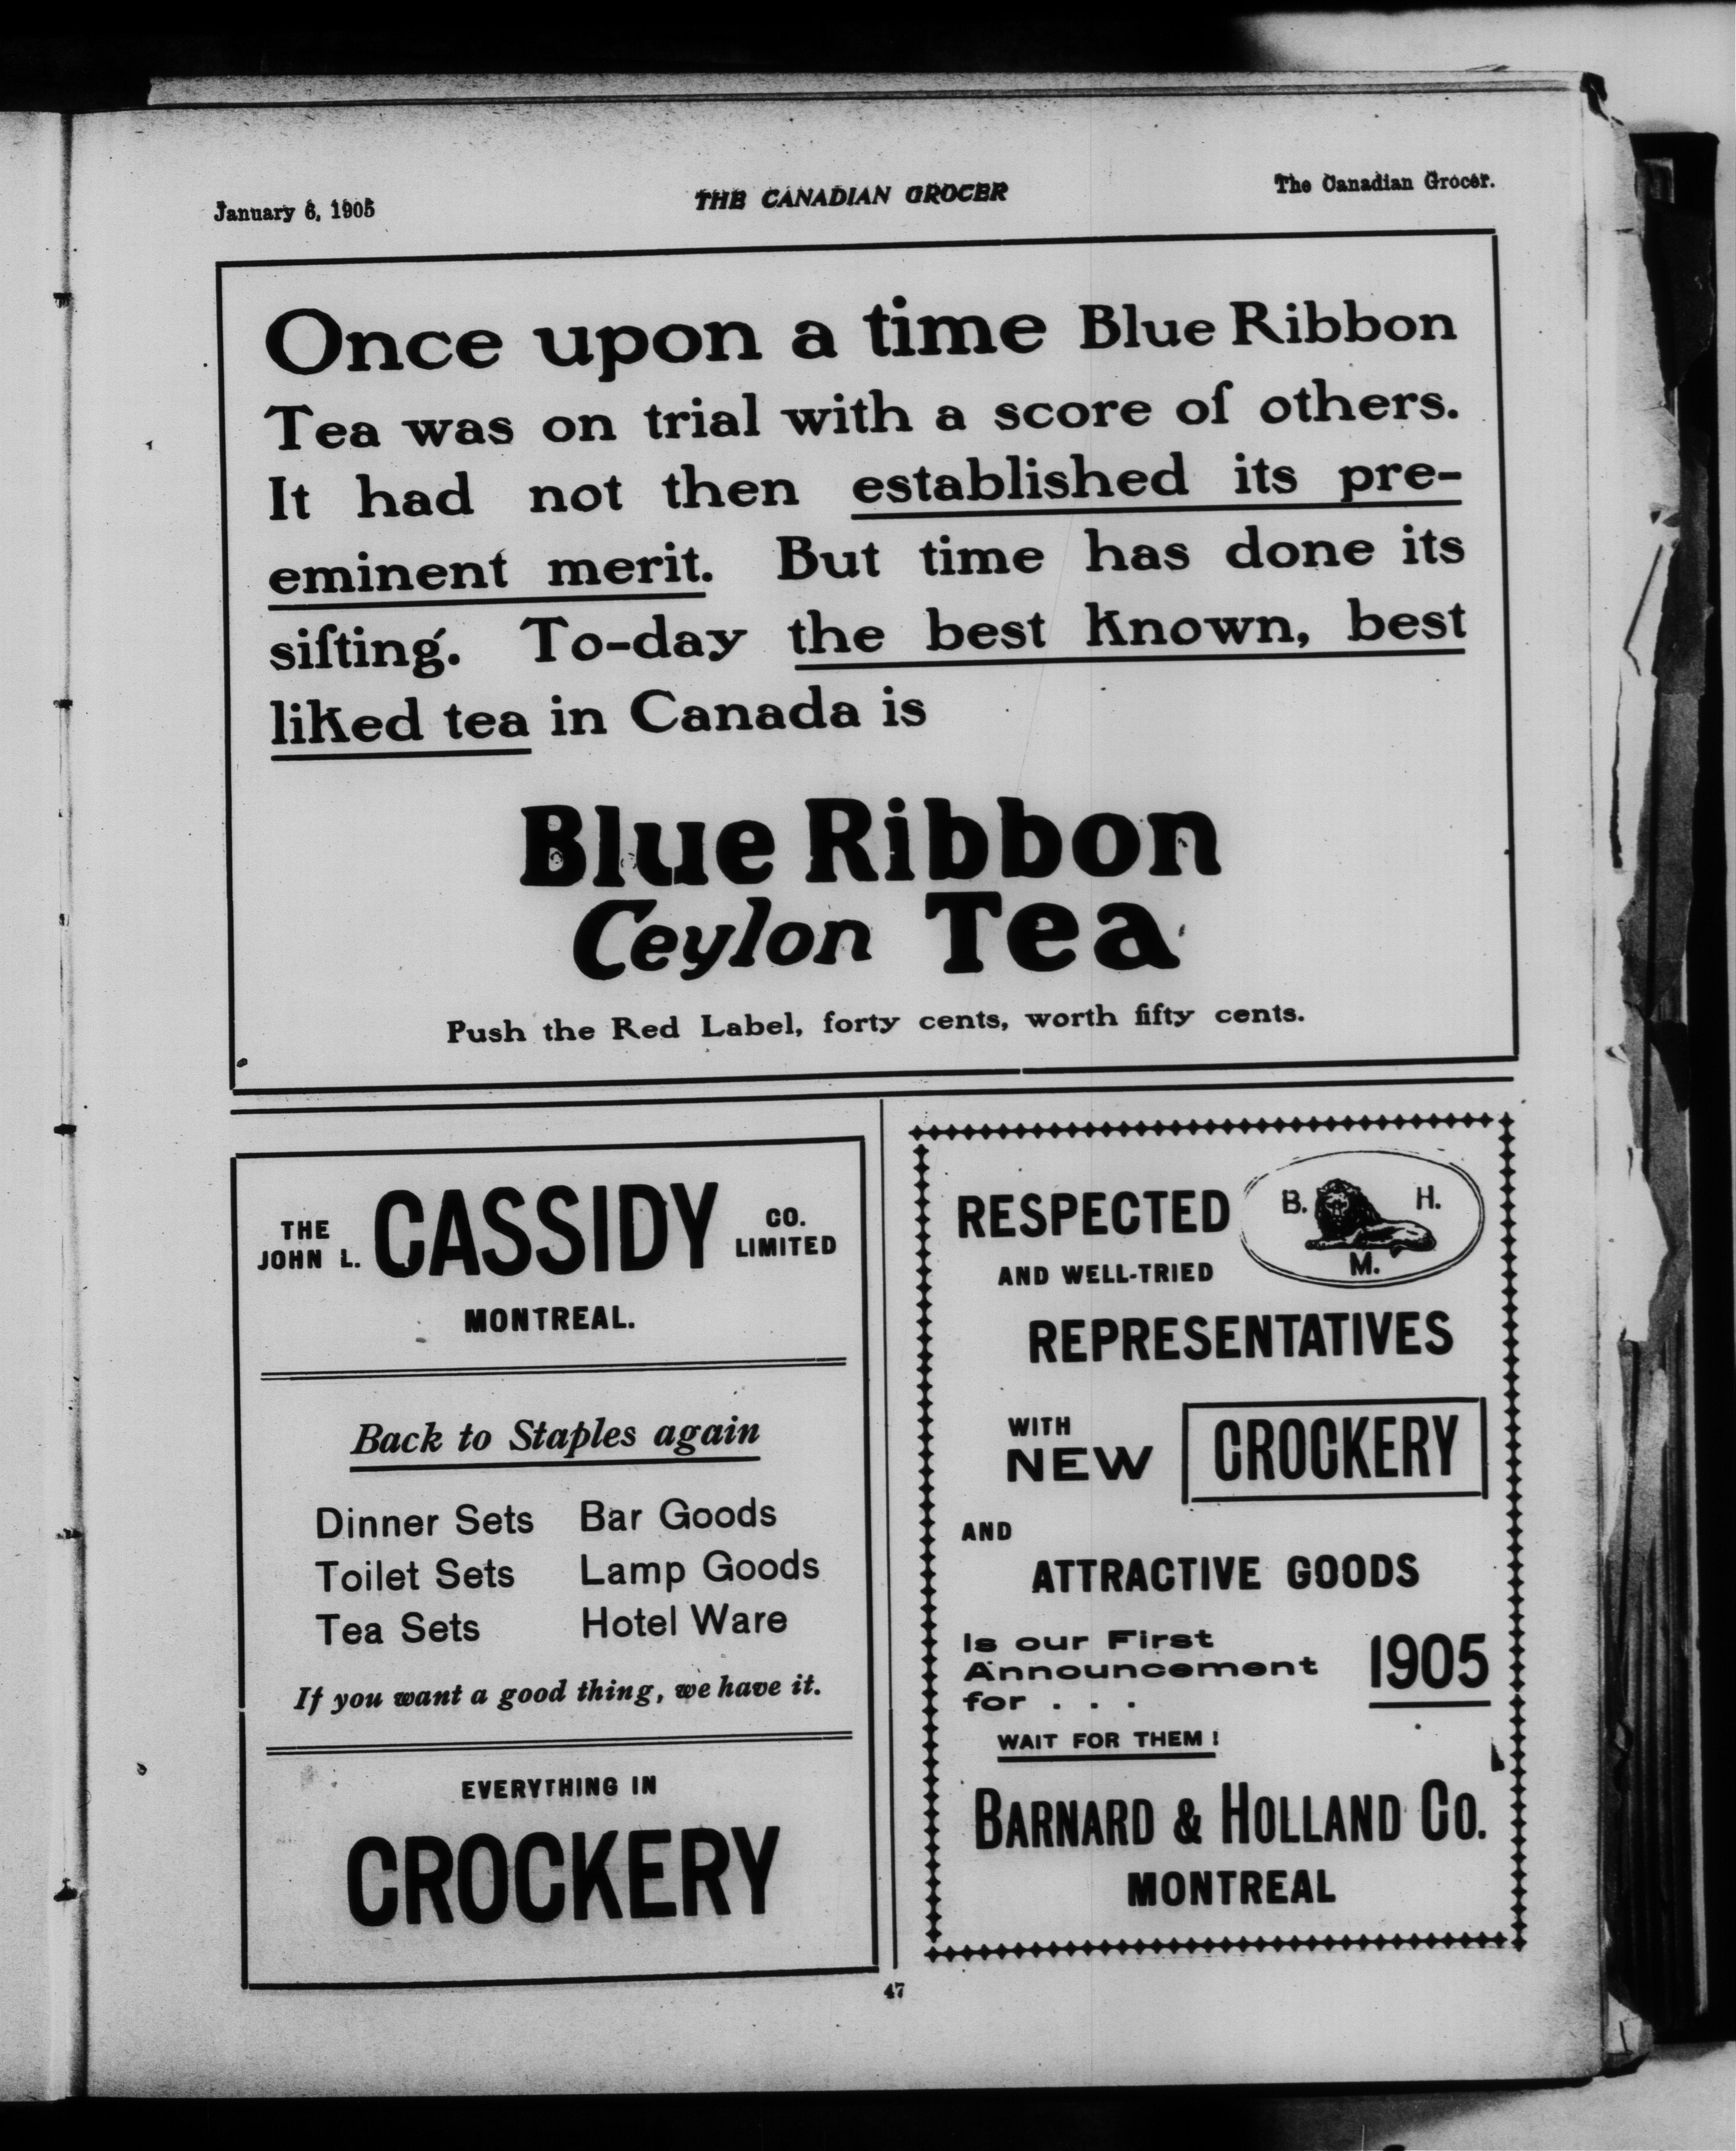 January 6, 1905
THE CANADIAN GROCER
The Canadian Grocer.
Once upon a time Blue Ribbon
Tea was on trial with a score of others.
It had not then established its pre-
eminent merit. But time has done its
sifting. To-day the best known, best
liked tea in Canada is
Blue Ribbon
Ceylon Tea
Push the Red Label, forty cents, worth fifty cents.
THE
JOHN L.
CASSIDY
CO.
LIMITED
MONTREAL.
Back to Staples again
Dinner Sets Bar Goods
Toilet Sets Lamp Goods
Tea Sets Hotel Ware
If you want a good thing, we have it.
EVERYTHING IN
CROCKERY
RESPECTED
B. H.
M.
AND WELL-TRIED
REPRESENTATIVES
WITH
NEW
CROCKERY
AND
ATTRACTIVE GOODS
Is our First
Announcement
for . . .
1905
WAIT FOR THEM!
BARNARD & HOLLAND CO.
MONTREAL
47